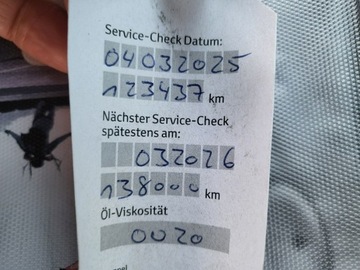 Service-Check Datum:
04032025
123437 km
Nächster Service-Check
spätestens am:
032026
138000 km
Öl-Viskosität
0020